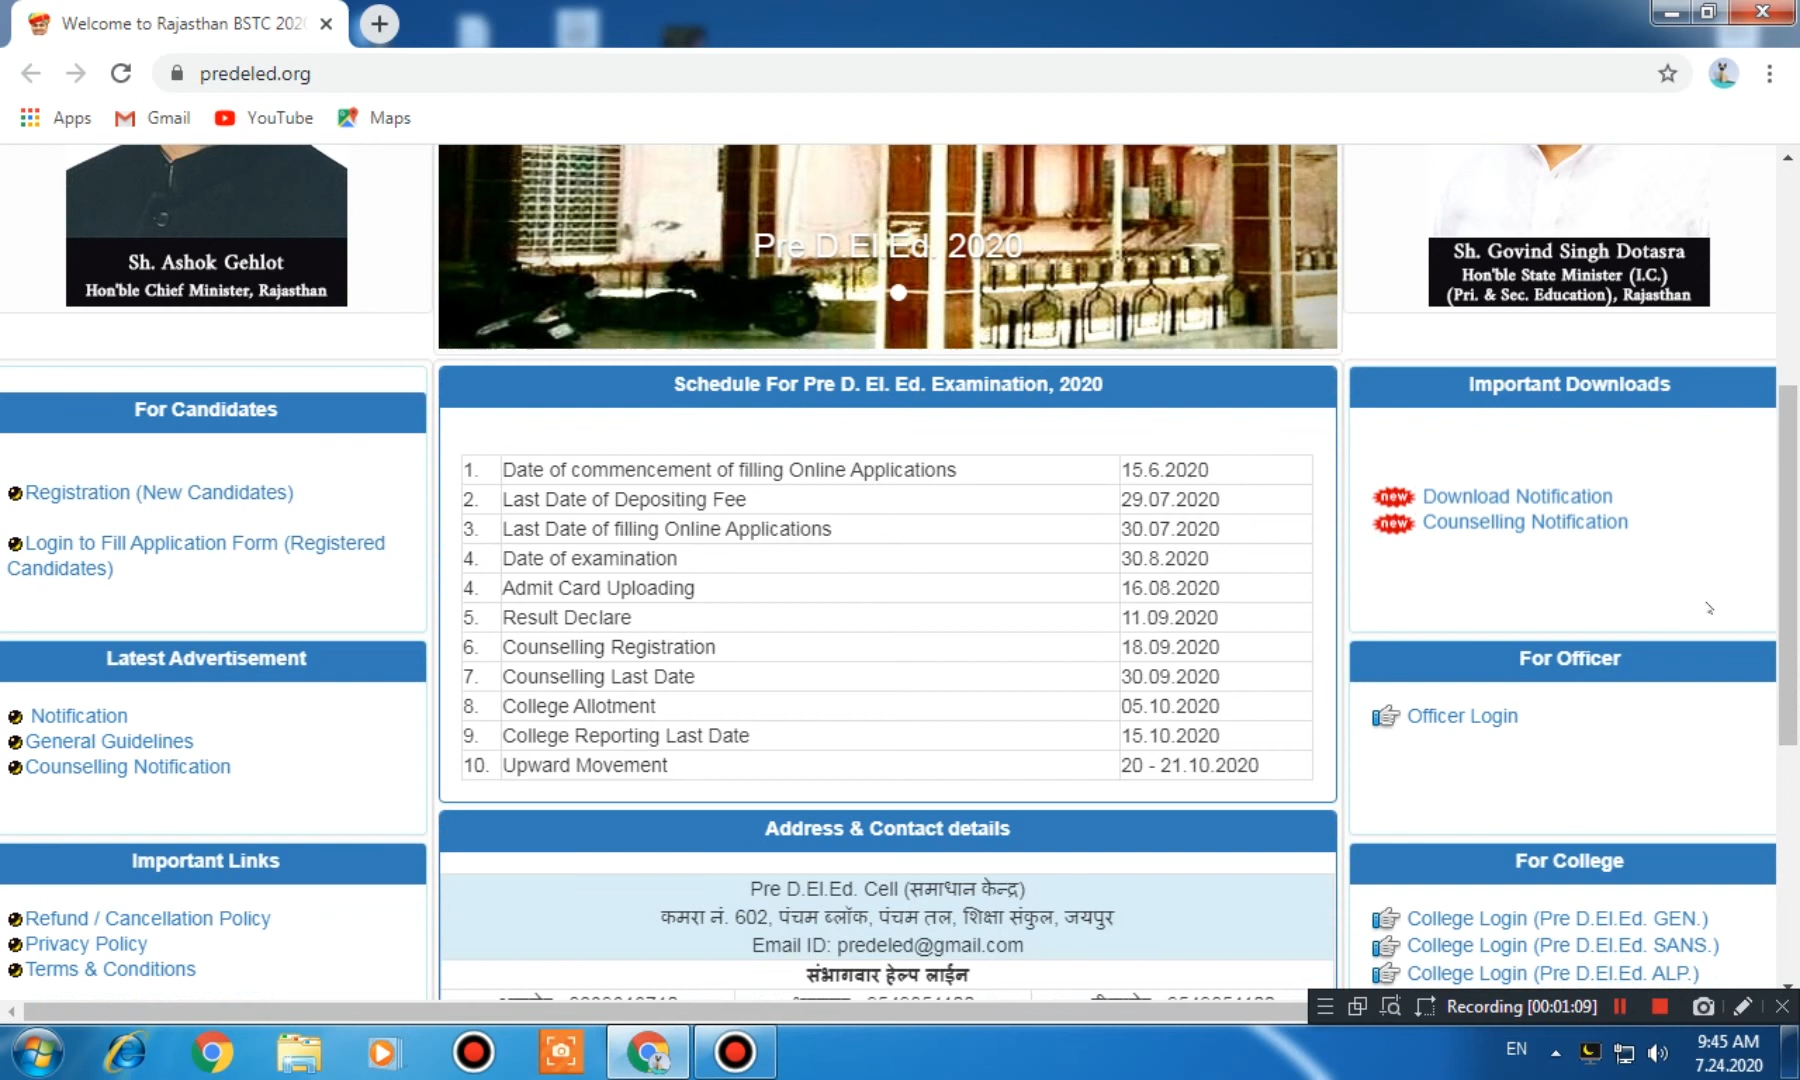 Welcome to Rajasthan BSTC 202
predeled.org
Apps Gmail YouTube Maps
Sh. Ashok Gehlot
Hon'ble Chief Minister, Rajasthan
Pre D.El.Ed. 2020
Sh. Govind Singh Dotasra
Hon'ble State Minister (I.C.)
(Pri. & Sec. Education), Rajasthan
For Candidates
Registration (New Candidates)
Login to Fill Application Form (Registered
Candidates)
Latest Advertisement
Notification
General Guidelines
Counselling Notification
Important Links
Refund / Cancellation Policy
Privacy Policy
Terms & Conditions
Schedule For Pre D. El. Ed. Examination, 2020
1. Date of commencement of filling Online Applications 15.6.2020
2. Last Date of Depositing Fee 29.07.2020
3. Last Date of filling Online Applications 30.07.2020
4. Date of examination 30.8.2020
4. Admit Card Uploading 16.08.2020
5. Result Declare 11.09.2020
6. Counselling Registration 18.09.2020
7. Counselling Last Date 30.09.2020
8. College Allotment 05.10.2020
9. College Reporting Last Date 15.10.2020
10. Upward Movement 20 - 21.10.2020
Address & Contact details
Pre D.El.Ed. Cell (समाधान केन्द्र)
कमरा नं. 602, पंचम ब्लॉक, पंचम तल, शिक्षा संकुल, जयपुर
Email ID: predeled@gmail.com
संभागवार हेल्प लाईन
Important Downloads
new Download Notification
new Counselling Notification
For Officer
Officer Login
For College
College Login (Pre D.El.Ed. GEN.)
College Login (Pre D.El.Ed. SANS.)
College Login (Pre D.El.Ed. ALP.)
Recording [00:01:09]
EN
9:45 AM
7.24.2020